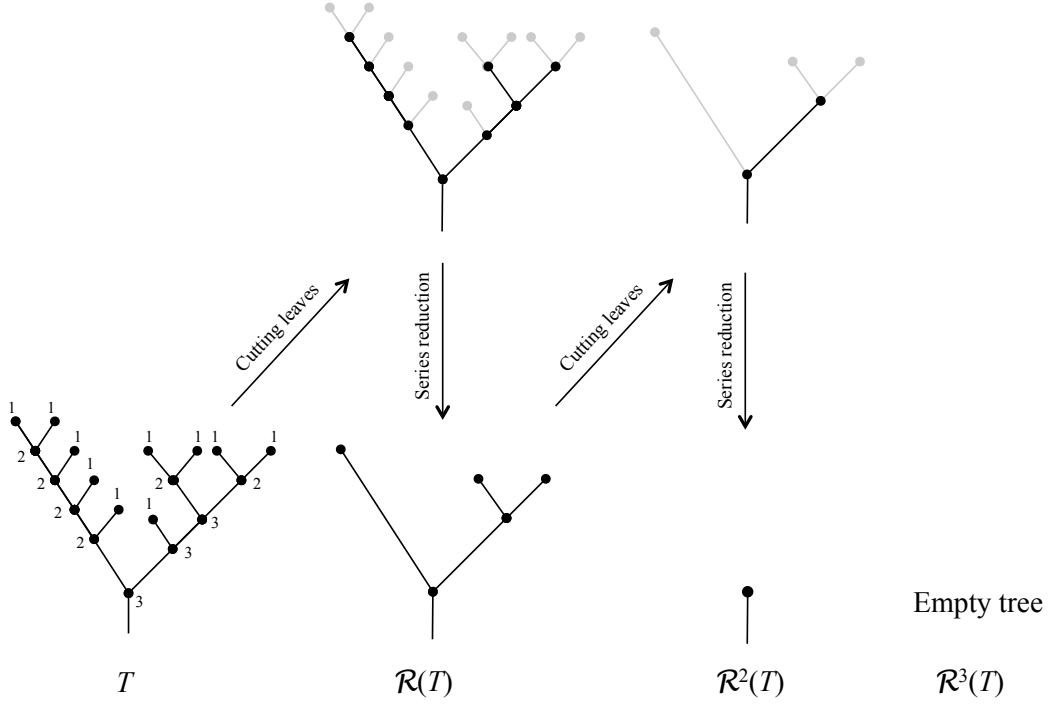 Cutting leaves
Series reduction
Cutting leaves
Series reduction
1 1
1 1 1 1 1
2
1
2 2 2
1 1
2 3
2 3
3
Empty tree
T
R(T)
R²(T)
R³(T)